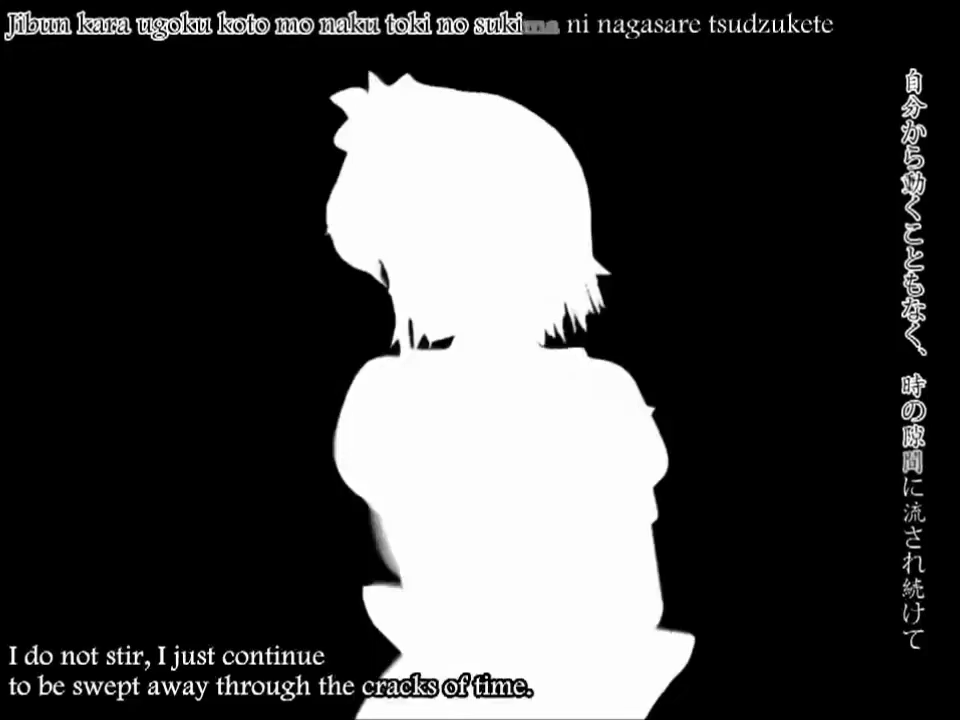 Jibun kara ugoku koto mo naku toki no sukima ni nagasare tsudzukete
自分から動くこともなく、時の隙間に流され続けて
I do not stir, I just continue
to be swept away through the cracks of time.